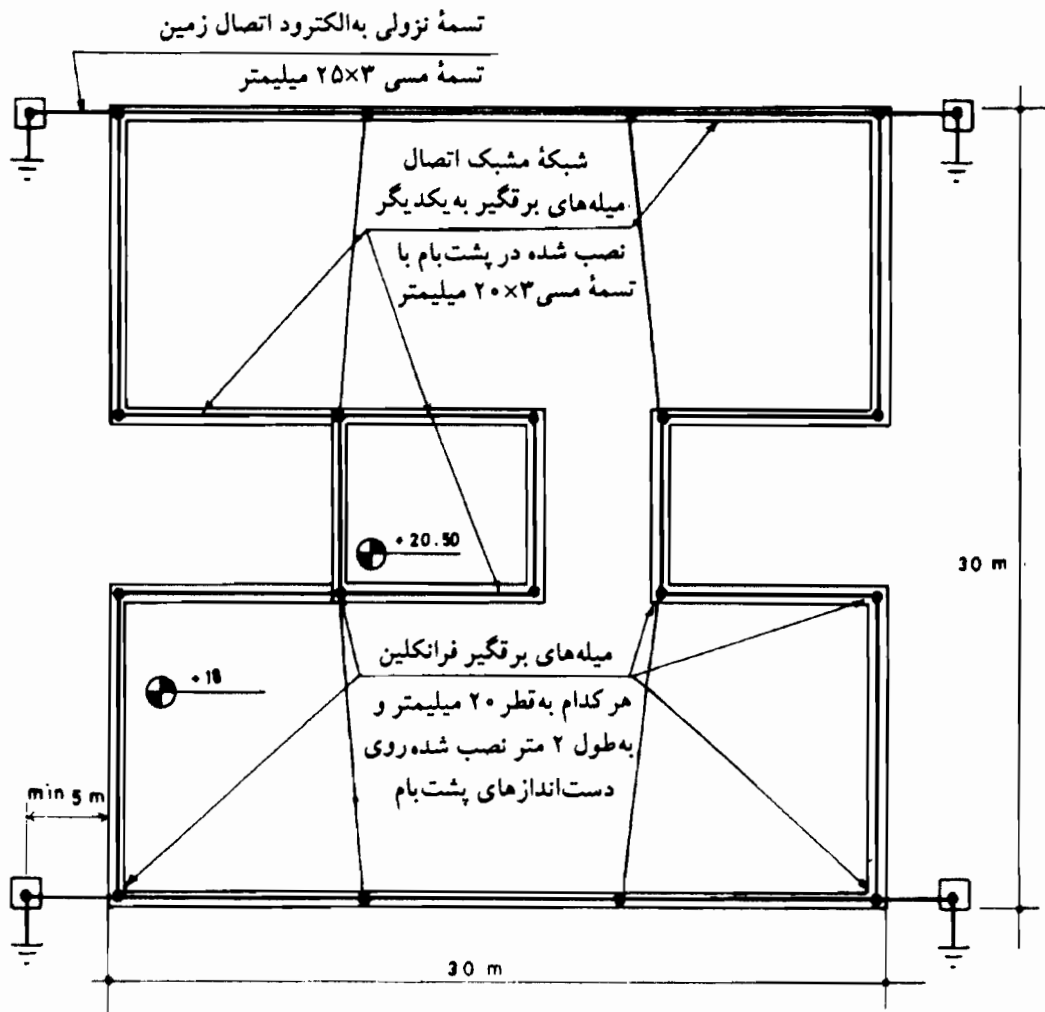 تسمهٔ نزولی به‌الکترود اتصال زمین
تسمهٔ مسی ۳×۲۵ میلیمتر
شبکهٔ مشبک اتصال
میله‌های برقگیر به‌یکدیگر
نصب شده در پشت‌بام با
تسمهٔ مسی ۳×۲۰ میلیمتر
+ 20.50
30 m
میله‌های برقگیر فرانکلین
هر کدام به‌قطر ۲۰ میلیمتر و
به‌طول ۲ متر نصب شده روی
دست‌اندازهای پشت‌بام
+ 18
min 5 m
30 m